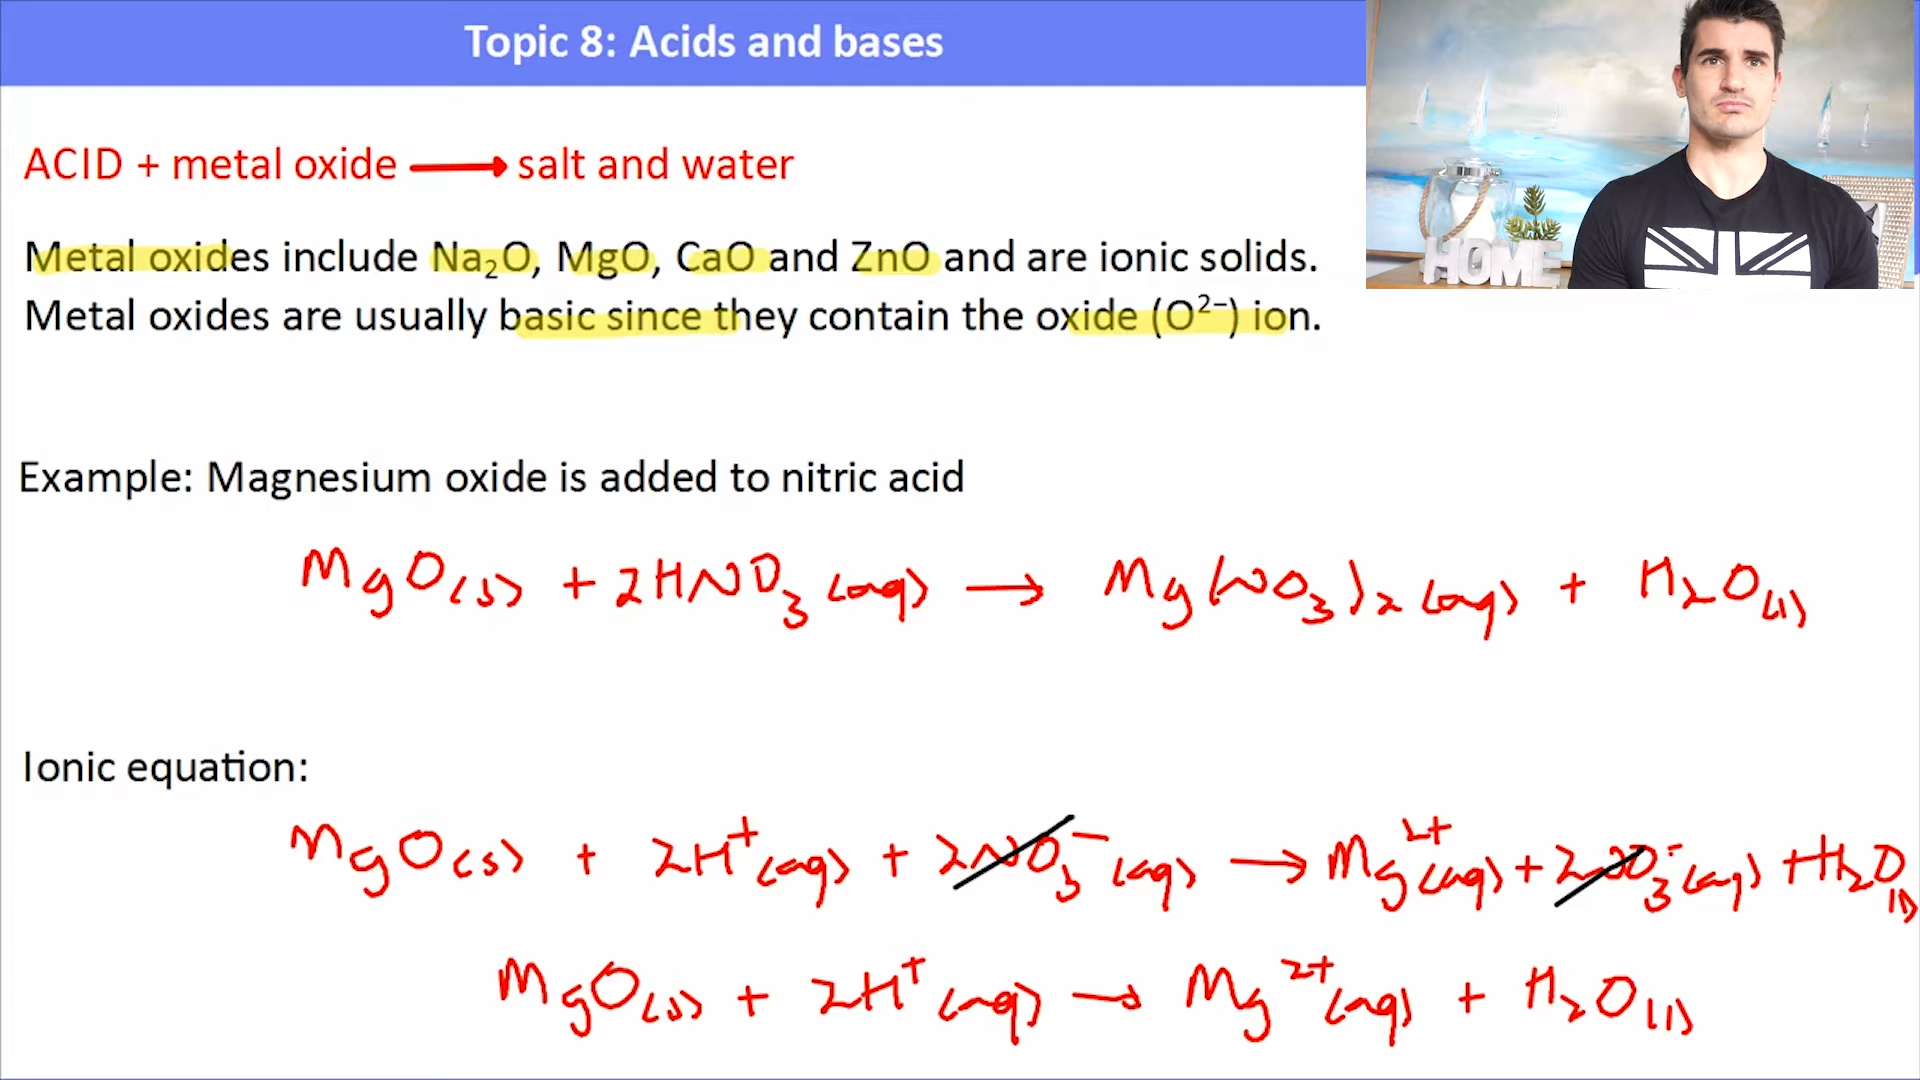 Topic 8: Acids and bases
ACID + metal oxide ⟶ salt and water
Metal oxides include Na₂O, MgO, CaO and ZnO and are ionic solids.
Metal oxides are usually basic since they contain the oxide (O²⁻) ion.
HOME
Example: Magnesium oxide is added to nitric acid
MgO(s) + 2HNO₃(aq) → Mg(NO₃)₂(aq) + H₂O(l)
Ionic equation:
MgO(s) + 2H⁺(aq) + 2NO₃⁻(aq) → Mg²⁺(aq) + 2NO₃⁻(aq) + H₂O(l)
MgO(s) + 2H⁺(aq) → Mg²⁺(aq) + H₂O(l)